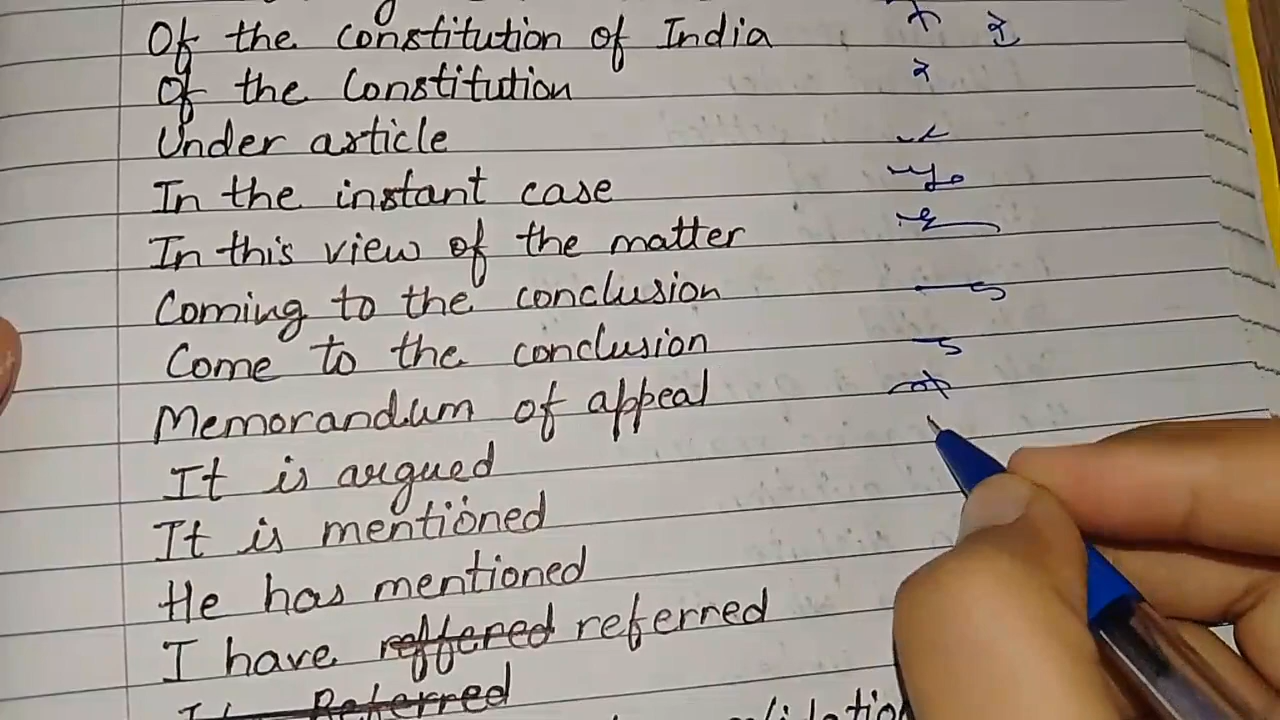 Of the constitution of India
Of the Constitution
Under article
In the instant case
In this view of the matter
Coming to the conclusion
Come to the conclusion
Memorandum of appeal
It is argued
It is mentioned
He has mentioned
I have reffered referred
Referred